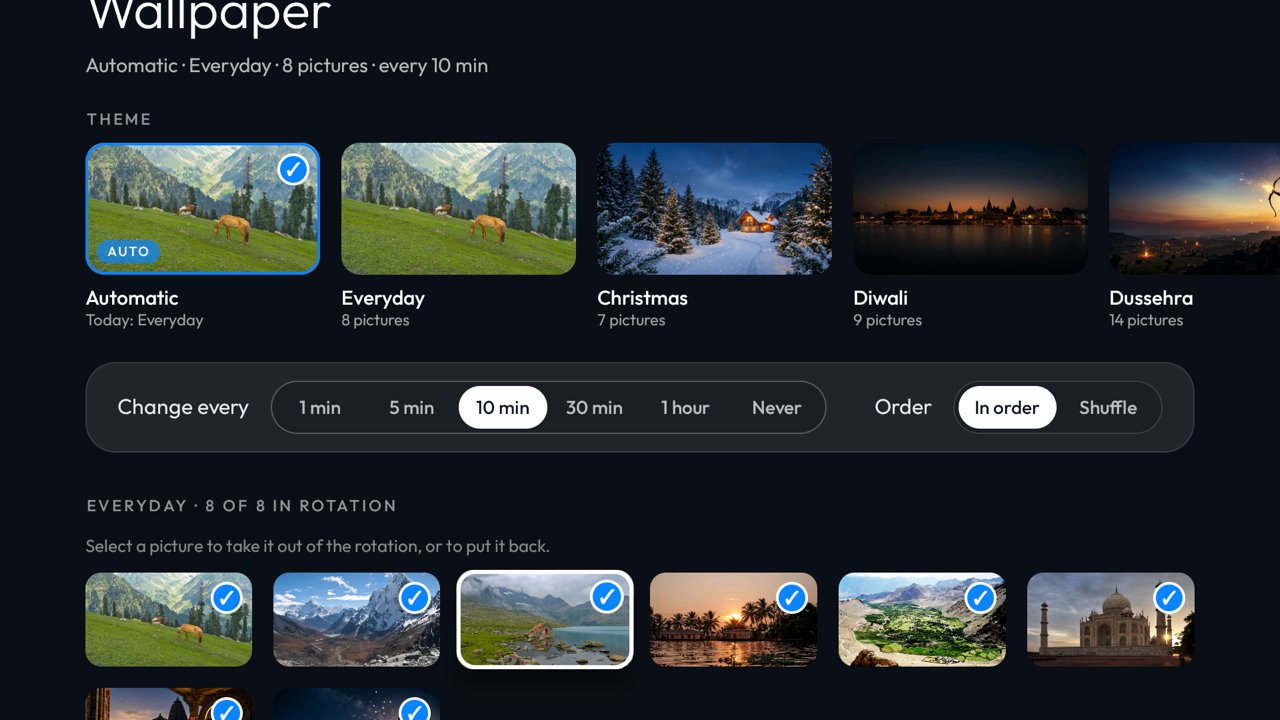 Wallpaper
Automatic · Everyday · 8 pictures · every 10 min
THEME
AUTO
Automatic
Today: Everyday
Everyday
8 pictures
Christmas
7 pictures
Diwali
9 pictures
Dussehra
14 pictures
Change every 1 min 5 min 10 min 30 min 1 hour Never Order In order Shuffle
EVERYDAY · 8 OF 8 IN ROTATION
Select a picture to take it out of the rotation, or to put it back.